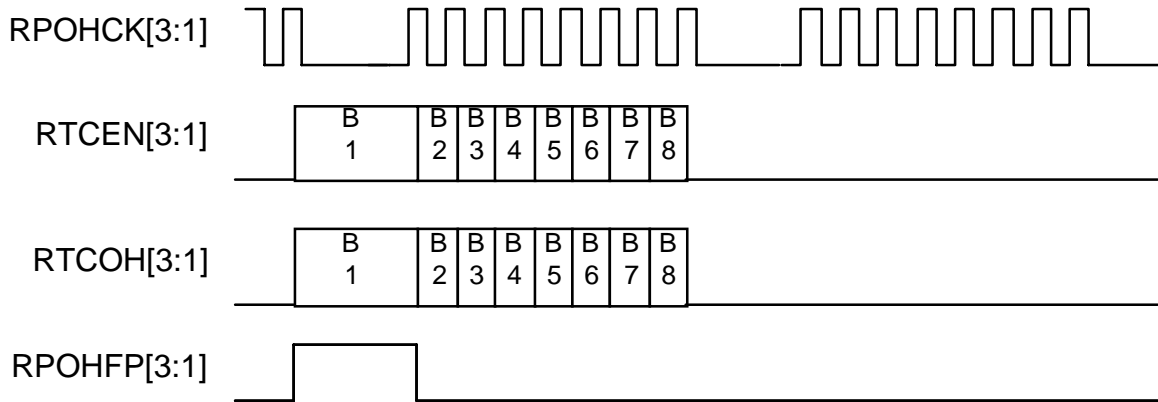 RPOHCK[3:1]
RTCEN[3:1]
B B B B B B B B
1 2 3 4 5 6 7 8
RTCOH[3:1]
B B B B B B B B
1 2 3 4 5 6 7 8
RPOHFP[3:1]